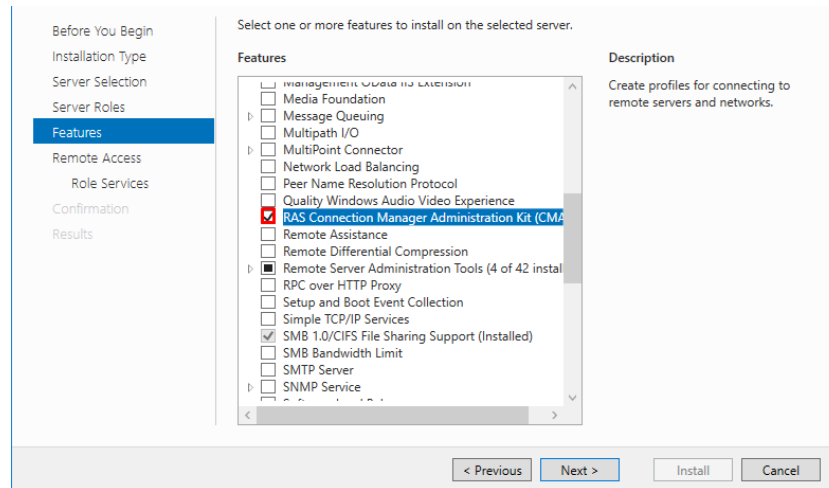 Before You Begin
Installation Type
Server Selection
Server Roles
Features
Remote Access
Role Services
Confirmation
Results
Select one or more features to install on the selected server.
Features
Management OData IIS Extension
Media Foundation
Message Queuing
Multipath I/O
MultiPoint Connector
Network Load Balancing
Peer Name Resolution Protocol
Quality Windows Audio Video Experience
RAS Connection Manager Administration Kit (CMA
Remote Assistance
Remote Differential Compression
Remote Server Administration Tools (4 of 42 instal
RPC over HTTP Proxy
Setup and Boot Event Collection
Simple TCP/IP Services
SMB 1.0/CIFS File Sharing Support (Installed)
SMB Bandwidth Limit
SMTP Server
SNMP Service
Description
Create profiles for connecting to
remote servers and networks.
< Previous
Next >
Install
Cancel